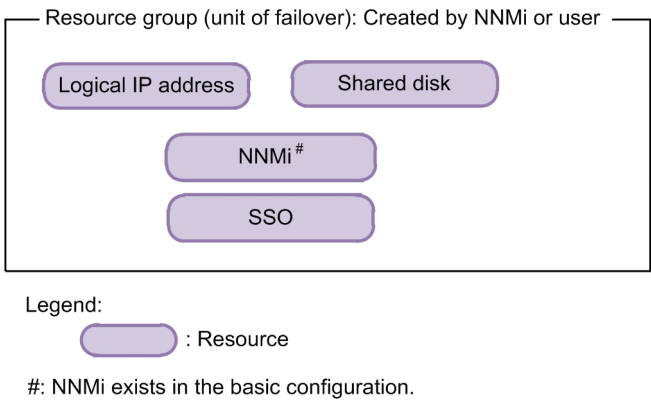 Resource group (unit of failover): Created by NNMi or user
Logical IP address
Shared disk
NNMi#
SSO
Legend:
: Resource
#: NNMi exists in the basic configuration.